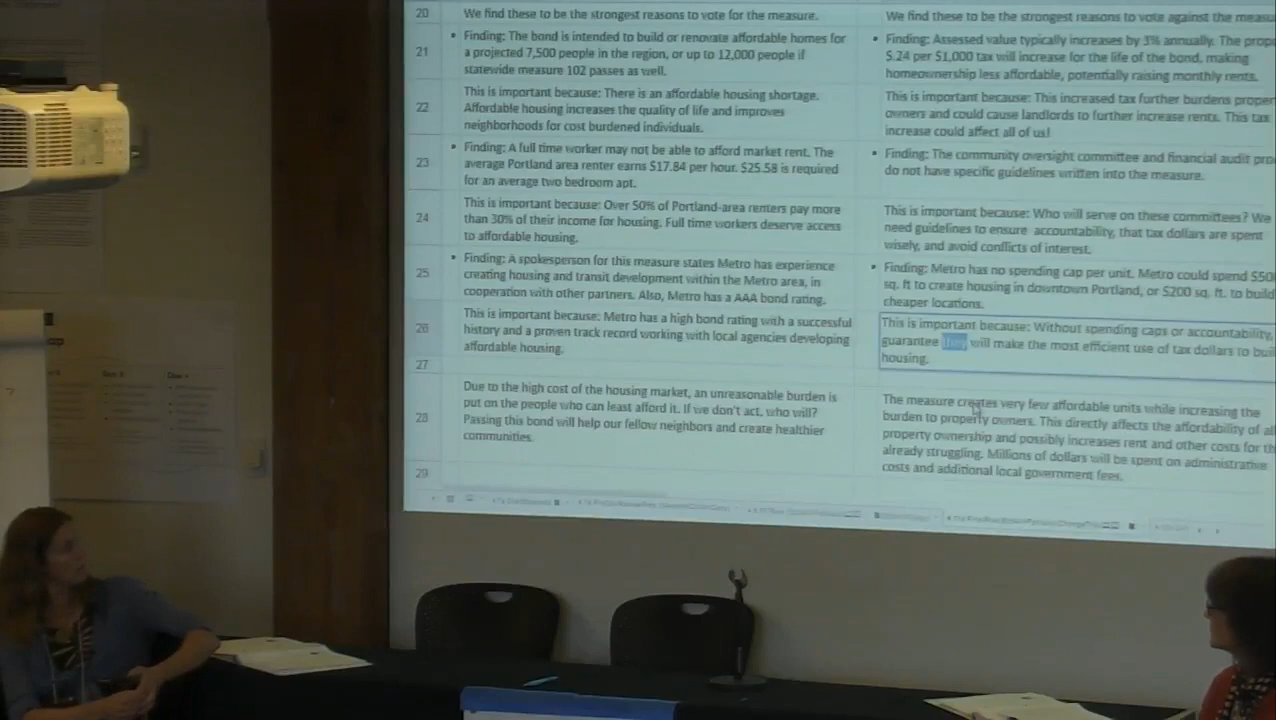 20
We find these to be the strongest reasons to vote for the measure.
21
• Finding: The bond is intended to build or renovate affordable homes for
a projected 7,500 people in the region, or up to 12,000 people if
statewide measure 102 passes as well.
22
This is important because: There is an affordable housing shortage.
Affordable housing increases the quality of life and improves
neighborhoods for cost burdened individuals.
23
• Finding: A full time worker may not be able to afford market rent. The
average Portland area renter earns $17.84 per hour. $25.58 is required
for an average two bedroom apt.
24
This is important because: Over 50% of Portland-area renters pay more
than 30% of their income for housing. Full time workers deserve access
to affordable housing.
25
• Finding: A spokesperson for this measure states Metro has experience
creating housing and transit development within the Metro area, in
cooperation with other partners. Also, Metro has a AAA bond rating.
26
This is important because: Metro has a high bond rating with a successful
history and a proven track record working with local agencies developing
affordable housing.
27
28
Due to the high cost of the housing market, an unreasonable burden is
put on the people who can least afford it. If we don't act, who will?
Passing this bond will help our fellow neighbors and create healthier
communities.
29
We find these to be the strongest reasons to vote against the measu
• Finding: Assessed value typically increases by 3% annually. The prop
$.24 per $1,000 tax will increase for the life of the bond, making
homeownership less affordable, potentially raising monthly rents.
This is important because: This increased tax further burdens proper
owners and could cause landlords to further increase rents. This tax
increase could affect all of us!
• Finding: The community oversight committee and financial audit pro
do not have specific guidelines written into the measure.
This is important because: Who will serve on these committees? We
need guidelines to ensure accountability, that tax dollars are spent
wisely, and avoid conflicts of interest.
• Finding: Metro has no spending cap per unit. Metro could spend $50
sq. ft to create housing in downtown Portland, or $200 sq. ft. to build
cheaper locations.
This is important because: Without spending caps or accountability,
guarantee they will make the most efficient use of tax dollars to buil
housing.
The measure creates very few affordable units while increasing the
burden to property owners. This directly affects the affordability of al
property ownership and possibly increases rent and other costs for th
already struggling. Millions of dollars will be spent on administrative
costs and additional local government fees.